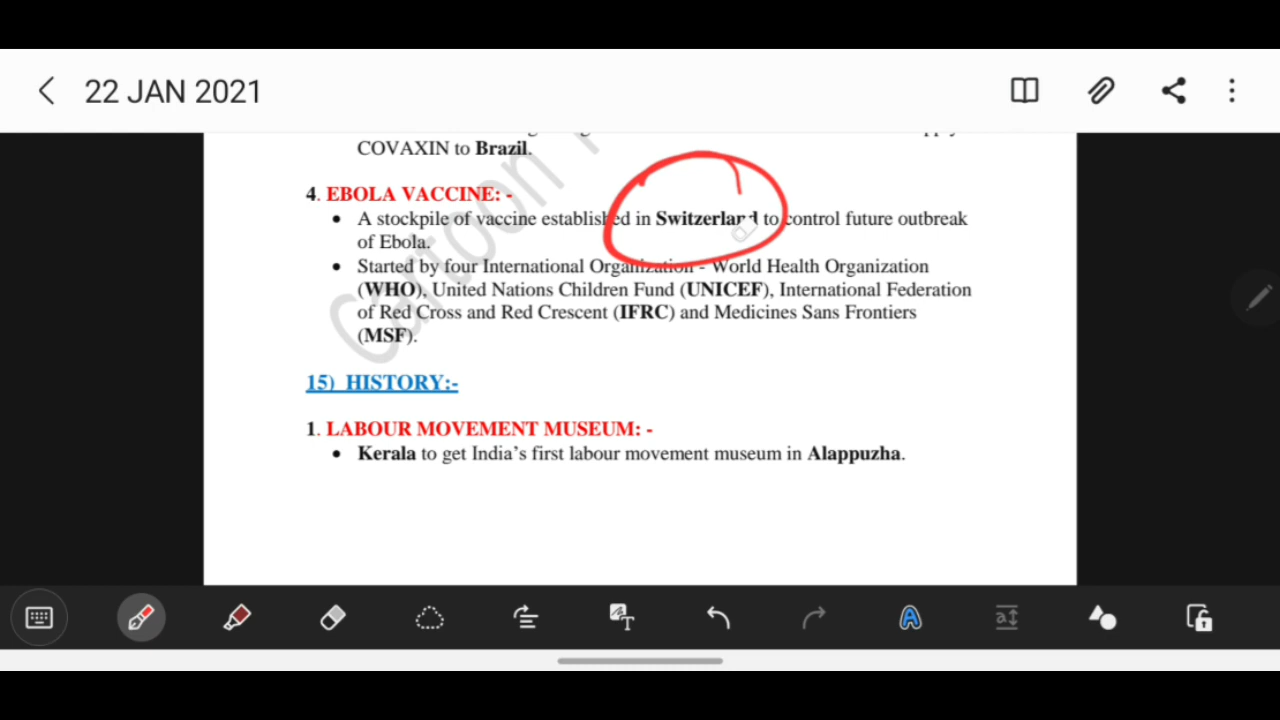 22 JAN 2021
COVAXIN to Brazil.
4. EBOLA VACCINE: -
• A stockpile of vaccine established in Switzerland to control future outbreak
of Ebola.
• Started by four International Organization - World Health Organization
(WHO), United Nations Children Fund (UNICEF), International Federation
of Red Cross and Red Crescent (IFRC) and Medicines Sans Frontiers
(MSF).
15) HISTORY:-
1. LABOUR MOVEMENT MUSEUM: -
• Kerala to get India's first labour movement museum in Alappuzha.
Cartoon